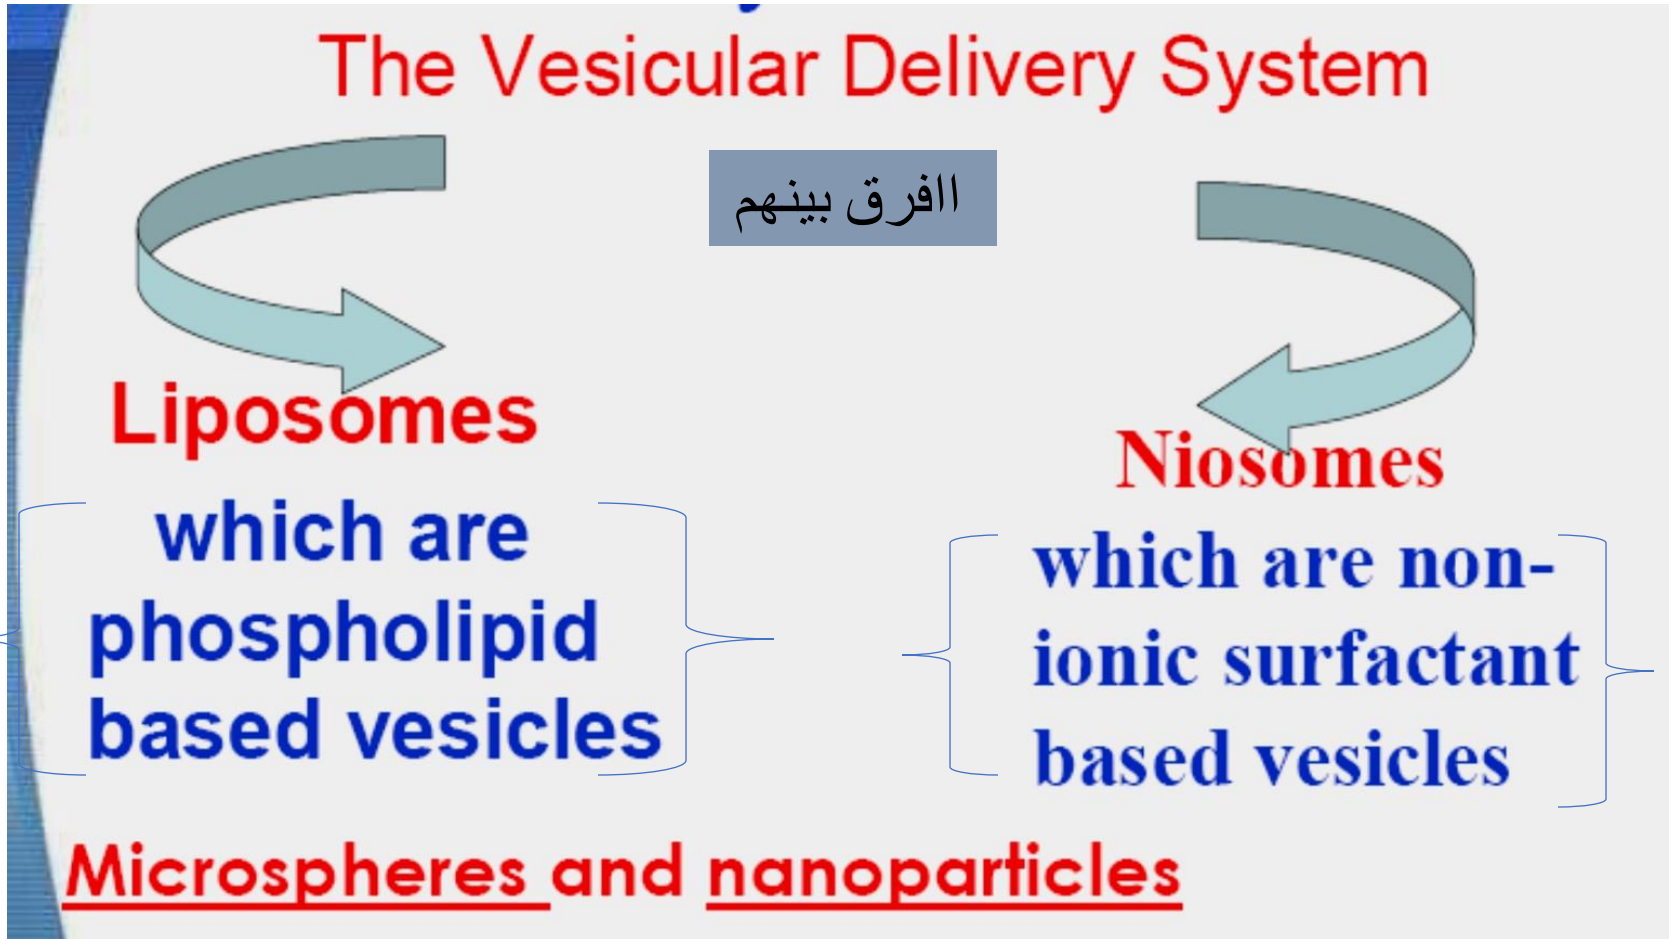 The Vesicular Delivery System
اافرق بينهم
Liposomes
which are
phospholipid
based vesicles
Niosomes
which are non-
ionic surfactant
based vesicles
Microspheres and nanoparticles